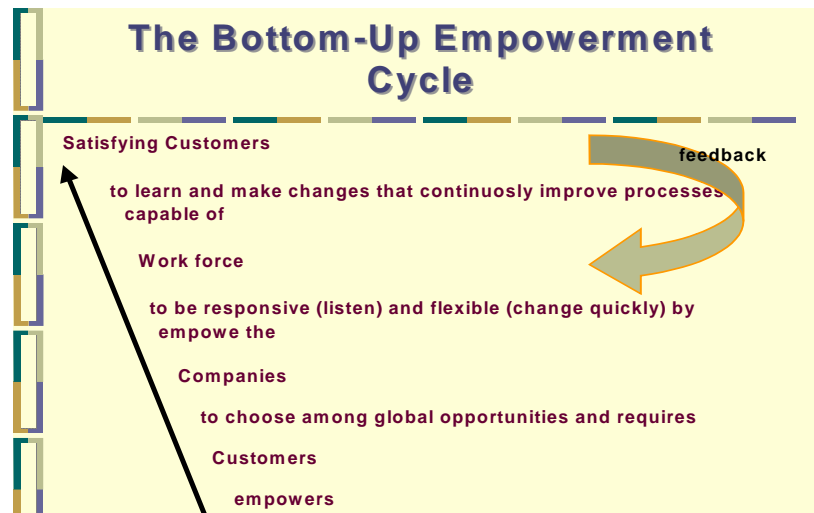 The Bottom-Up Empowerment
Cycle
Satisfying Customers
feedback
to learn and make changes that continuosly improve processes
capable of
Work force
to be responsive (listen) and flexible (change quickly) by
empowe the
Companies
to choose among global opportunities and requires
Customers
empowers